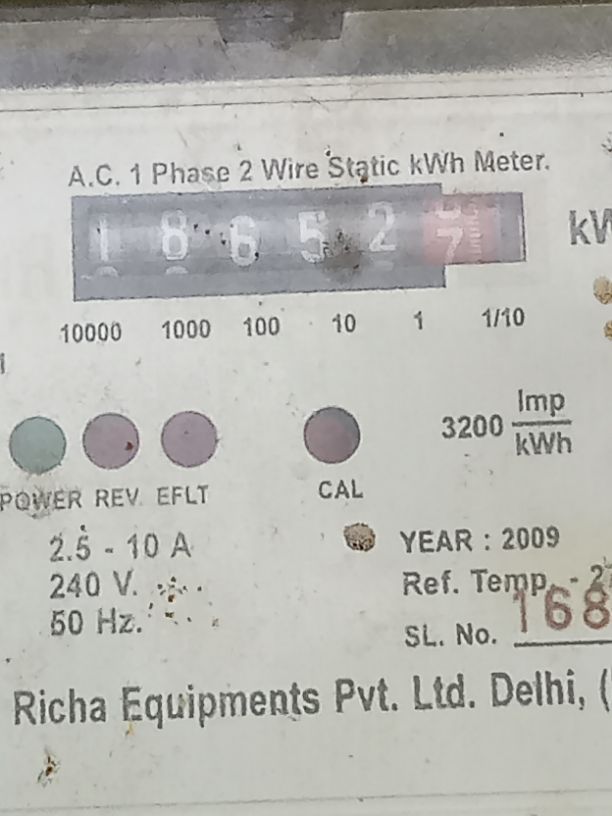 A.C. 1 Phase 2 Wire Static kWh Meter.
1 8 6 5 2 7
10000 1000 100 10 1 1/10
3200 Imp/kWh
POWER REV. EFLT CAL
2.5 - 10 A
240 V.
50 Hz.
YEAR : 2009
Ref. Temp. - 2
SL. No. 168
Richa Equipments Pvt. Ltd. Delhi, (